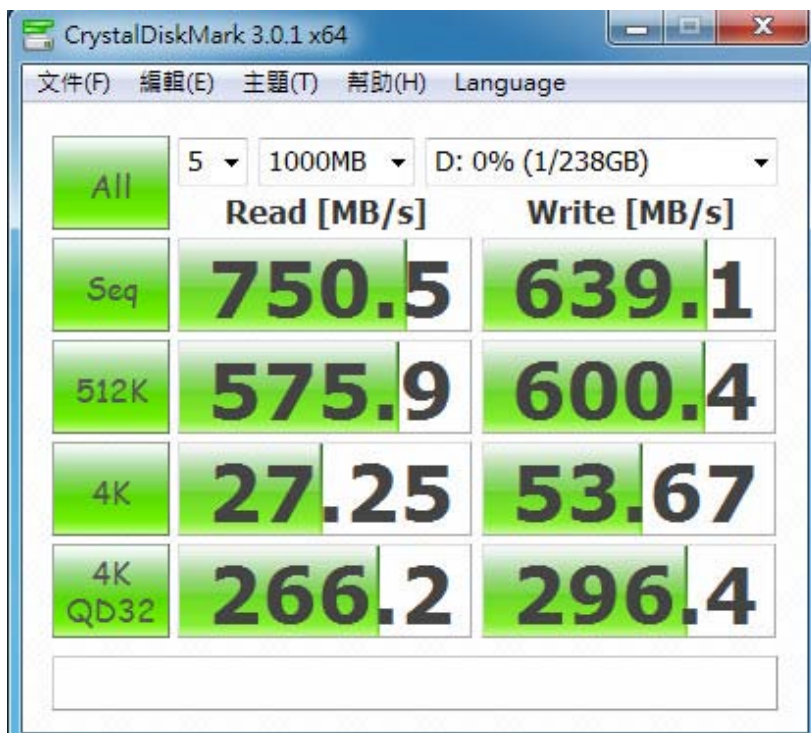 CrystalDiskMark 3.0.1 x64
文件(F) 編輯(E) 主題(T) 幫助(H) Language
All 5 1000MB D: 0% (1/238GB)
Read [MB/s] Write [MB/s]
Seq 750.5 639.1
512K 575.9 600.4
4K 27.25 53.67
4K QD32 266.2 296.4